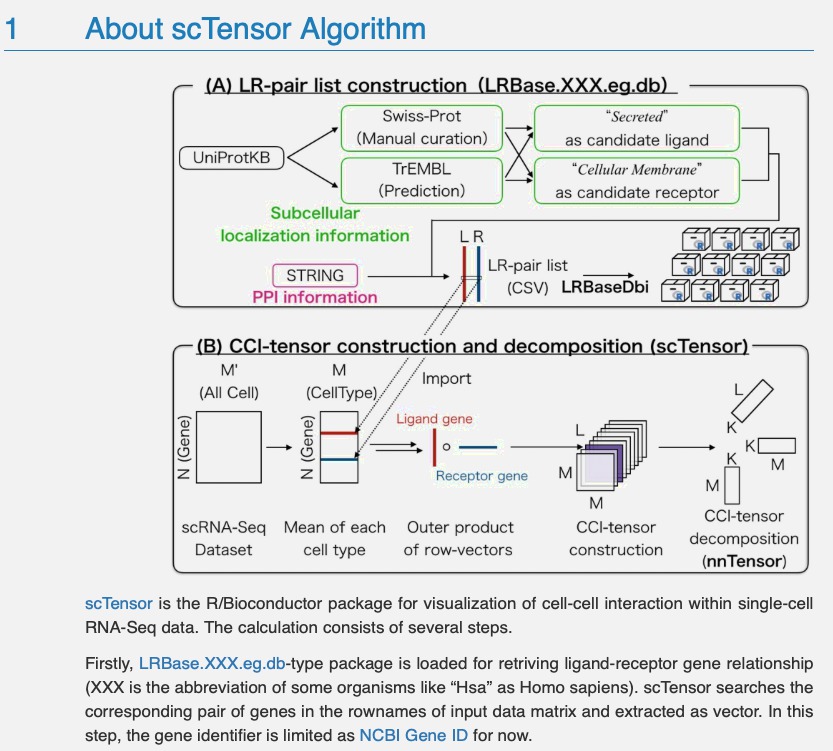 1 About scTensor Algorithm
(A) LR-pair list construction (LRBase.XXX.eg.db)
UniProtKB
Swiss-Prot
(Manual curation)
TrEMBL
(Prediction)
“Secreted”
as candidate ligand
“Cellular Membrane”
as candidate receptor
Subcellular
localization information
STRING
PPI information
L R
LR-pair list
(CSV)
LRBaseDbi
R R R R
R R R R
R R R R
(B) CCI-tensor construction and decomposition (scTensor)
M'
(All Cell)
N (Gene)
scRNA-Seq
Dataset
M
(CellType)
N (Gene)
Mean of each
cell type
Import
Ligand gene
Receptor gene
Outer product
of row-vectors
L
M
M
CCI-tensor
construction
L
K
K
M
K
M
CCI-tensor
decomposition
(nnTensor)
scTensor is the R/Bioconductor package for visualization of cell-cell interaction within single-cell
RNA-Seq data. The calculation consists of several steps.
Firstly, LRBase.XXX.eg.db-type package is loaded for retriving ligand-receptor gene relationship
(XXX is the abbreviation of some organisms like “Hsa” as Homo sapiens). scTensor searches the
corresponding pair of genes in the rownames of input data matrix and extracted as vector. In this
step, the gene identifier is limited as NCBI Gene ID for now.